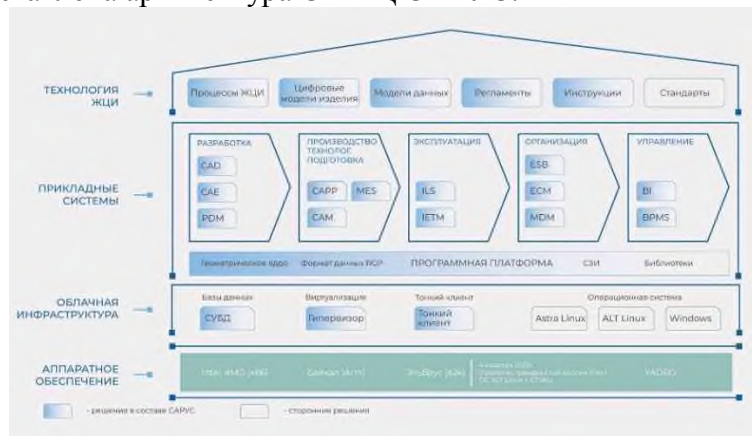 ТЕХНОЛОГИЯ
ЖЦИ
Процессы ЖЦИ
Цифровые
модели изделия
Модели данных
Регламенты
Инструкции
Стандарты
ПРИКЛАДНЫЕ
СИСТЕМЫ
РАЗРАБОТКА
CAD
CAE
PDM
ПРОИЗВОДСТВО
ТЕХНОЛОГ.
ПОДГОТОВКА
CAPP
MES
CAM
ЭКСПЛУАТАЦИЯ
ILS
IETM
ОРГАНИЗАЦИЯ
ESB
ECM
MDM
УПРАВЛЕНИЕ
BI
BPMS
Геометрическое ядро
Формат данных
ПРОГРАММНАЯ ПЛАТФОРМА
СЗИ
Библиотеки
ОБЛАЧНАЯ
ИНФРАСТРУКТУРА
Базы данных
СУБД
Виртуализация
Гипервизор
Тонкий клиент
Тонкий
клиент
Операционная система
Astra Linux
ALT Linux
Windows
АППАРАТНОЕ
ОБЕСПЕЧЕНИЕ
Intel, AMD (x86)
Байкал (Arm)
Эльбрус (e2k)
YADRO
- решения в составе САРУС
- сторонние решения